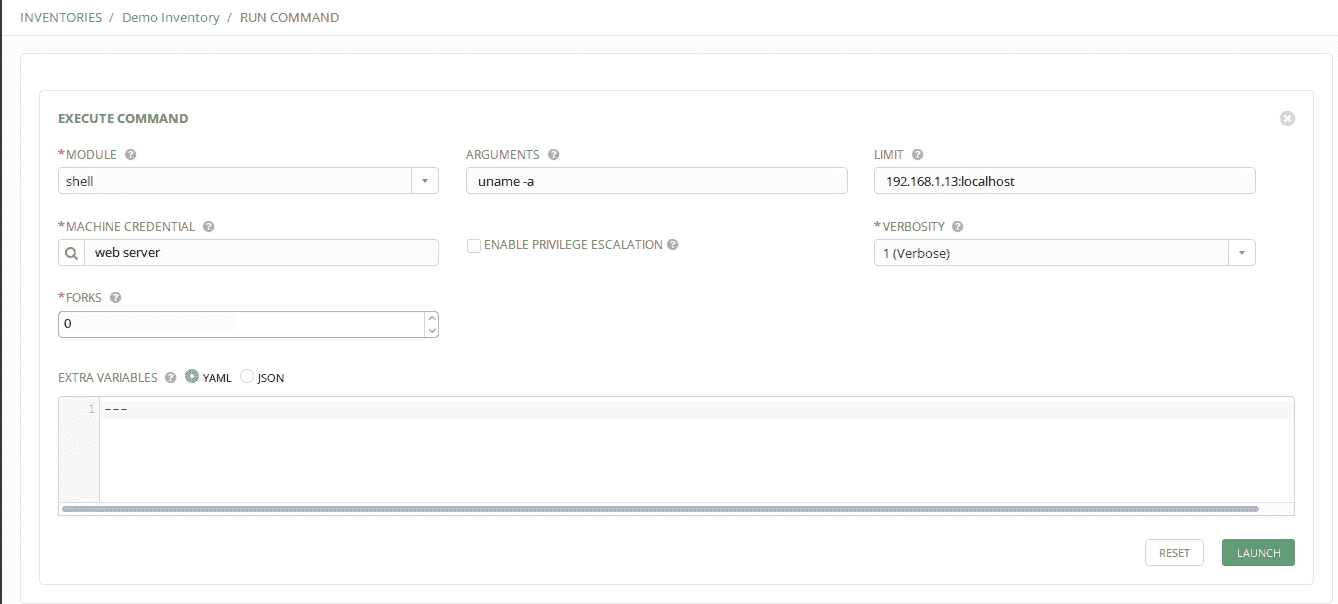 INVENTORIES / Demo Inventory / RUN COMMAND
EXECUTE COMMAND
*MODULE ? ARGUMENTS ? LIMIT ?
shell uname -a 192.168.1.13:localhost
*MACHINE CREDENTIAL ? *VERBOSITY ?
ENABLE PRIVILEGE ESCALATION ?
web server 1 (Verbose)
*FORKS ?
0
EXTRA VARIABLES ? YAML JSON
1 ---
RESET LAUNCH